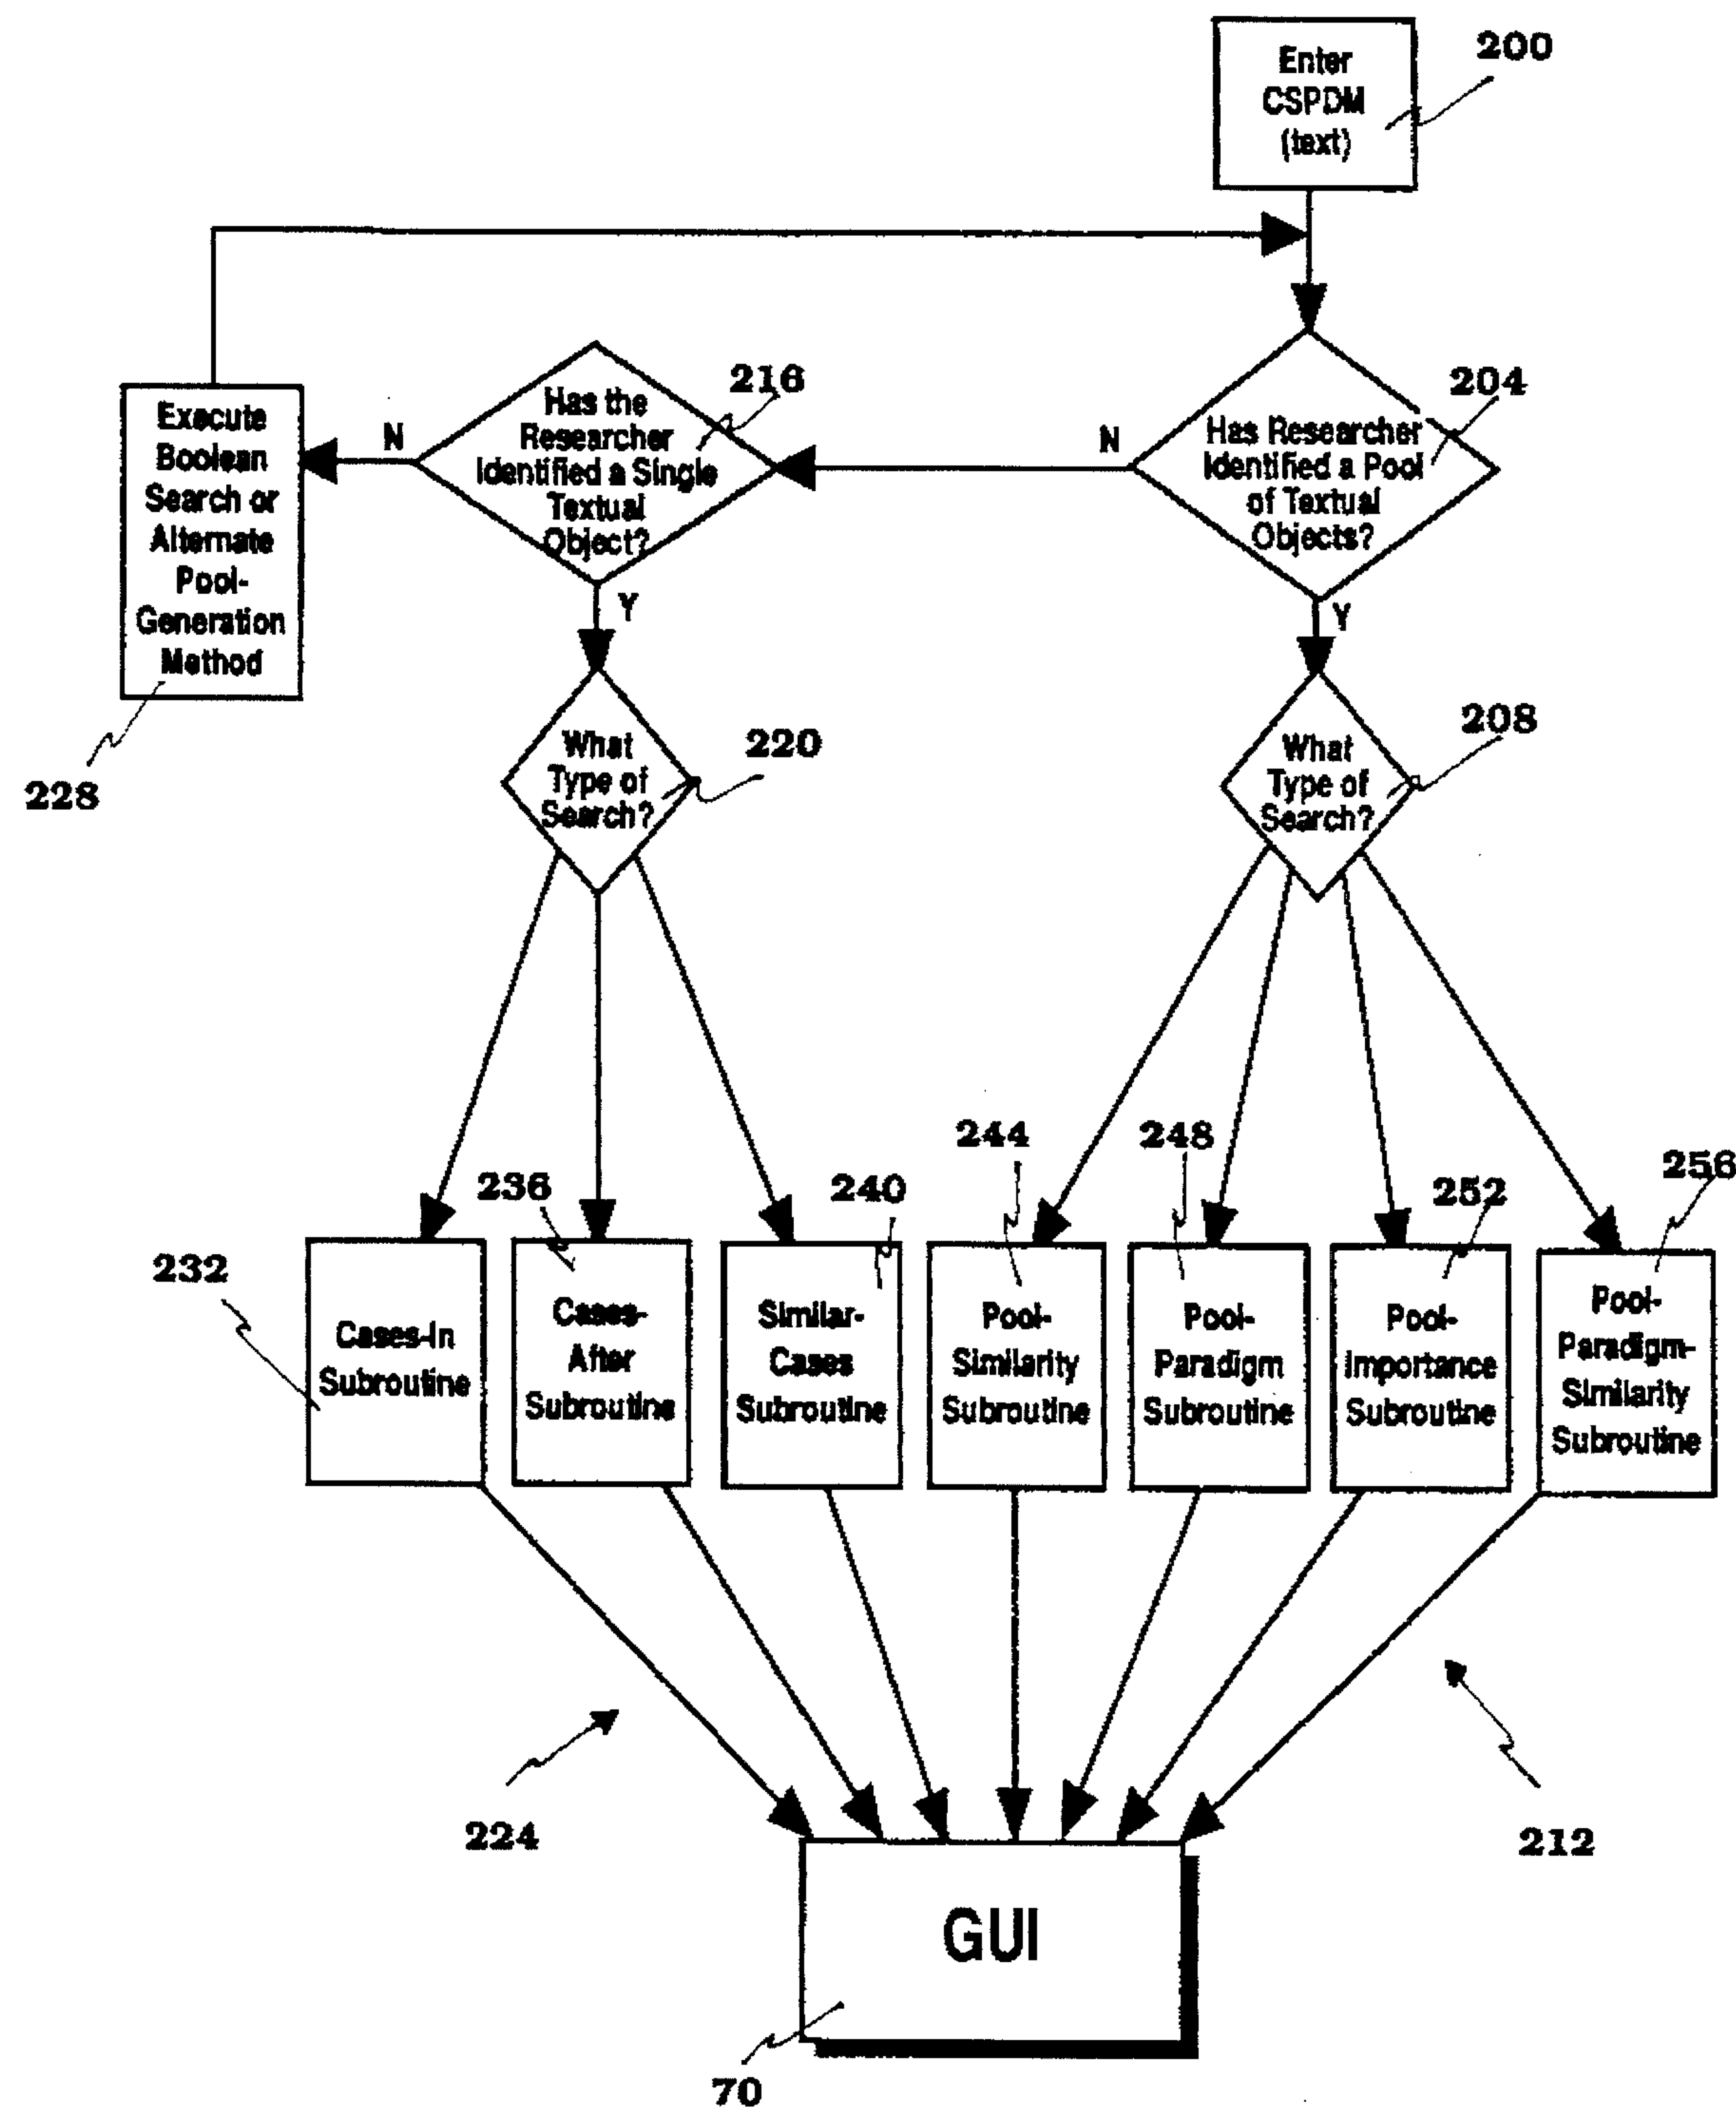 200
Enter
CSPDM
(text)
216
204
Has the
Researcher
Identified a Single
Textual
Object?
N
N
Has Researcher
Identified a Pool
of Textual
Objects?
Execute
Boolean
Search or
Alternate
Pool-
Generation
Method
Y
Y
228
What
Type of
Search?
220
What
Type of
Search?
208
232
236
240
244
248
252
256
Cases-In
Subroutine
Cases-
After
Subroutine
Similar-
Cases
Subroutine
Pool-
Similarity
Subroutine
Pool-
Paradigm
Subroutine
Pool-
Importance
Subroutine
Pool-
Paradigm-
Similarity
Subroutine
224
212
GUI
70